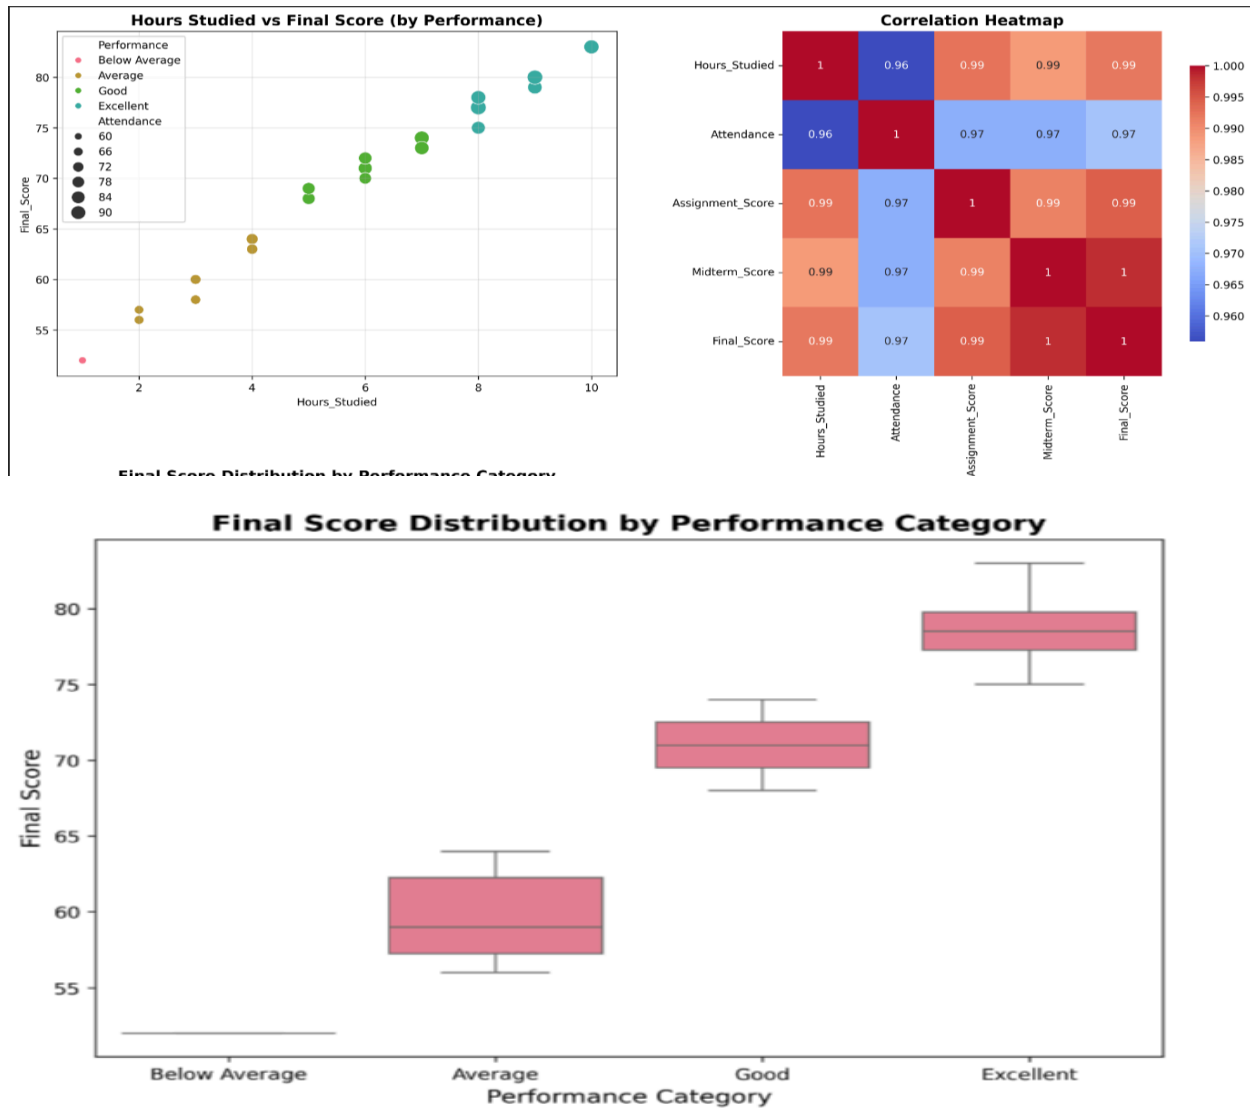 Hours Studied vs Final Score (by Performance)
Performance
Below Average
Average
Good
Excellent
Attendance
60
66
72
78
84
90
Final_Score
80
75
70
65
60
55
2
4
6
8
10
Hours_Studied
Correlation Heatmap
Hours_Studied
1
0.96
0.99
0.99
0.99
Attendance
0.96
1
0.97
0.97
0.97
Assignment_Score
0.99
0.97
1
0.99
0.99
Midterm_Score
0.99
0.97
0.99
1
1
Final_Score
0.99
0.97
0.99
1
1
Hours_Studied
Attendance
Assignment_Score
Midterm_Score
Final_Score
1.000
0.995
0.990
0.985
0.980
0.975
0.970
0.965
0.960
Final Score Distribution by Performance Category
Final Score Distribution by Performance Category
Final Score
80
75
70
65
60
55
Below Average
Average
Good
Excellent
Performance Category